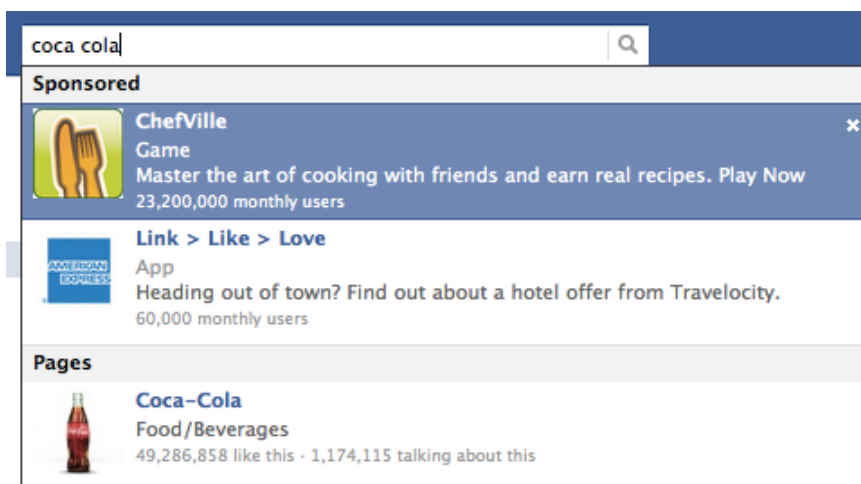 coca cola
Sponsored
ChefVille
Game
Master the art of cooking with friends and earn real recipes. Play Now
23,200,000 monthly users
Link > Like > Love
AMERICAN
EXPRESS
App
Heading out of town? Find out about a hotel offer from Travelocity.
60,000 monthly users
Pages
Coca-Cola
Food/Beverages
49,286,858 like this · 1,174,115 talking about this